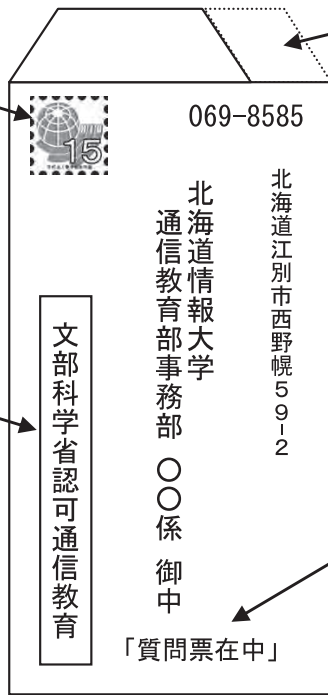 15
069-8585
北海道江別市西野幌59-2
北海道情報大学
通信教育部事務部 〇〇係 御中
文部科学省認可通信教育
「質問票在中」